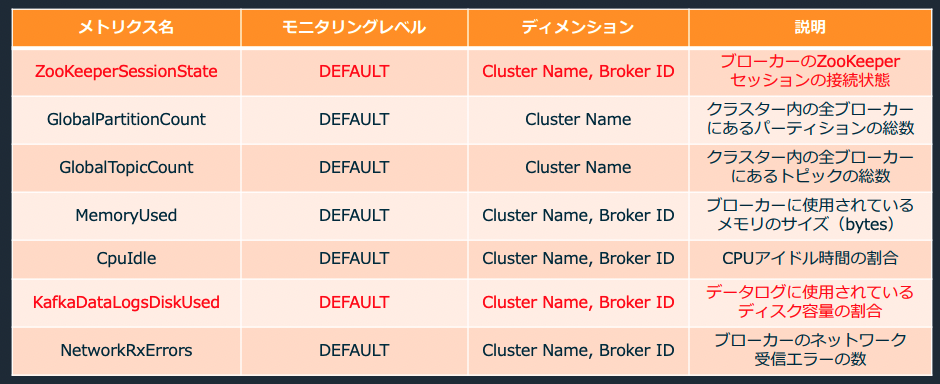 メトリクス名 モニタリングレベル ディメンション 説明
ZooKeeperSessionState DEFAULT Cluster Name, Broker ID ブローカーのZooKeeper
セッションの接続状態
GlobalPartitionCount DEFAULT Cluster Name クラスター内の全ブローカー
にあるパーティションの総数
GlobalTopicCount DEFAULT Cluster Name クラスター内の全ブローカー
にあるトピックの総数
MemoryUsed DEFAULT Cluster Name, Broker ID ブローカーに使用されている
メモリのサイズ（bytes）
CpuIdle DEFAULT Cluster Name, Broker ID CPUアイドル時間の割合
KafkaDataLogsDiskUsed DEFAULT Cluster Name, Broker ID データログに使用されている
ディスク容量の割合
NetworkRxErrors DEFAULT Cluster Name, Broker ID ブローカーのネットワーク
受信エラーの数